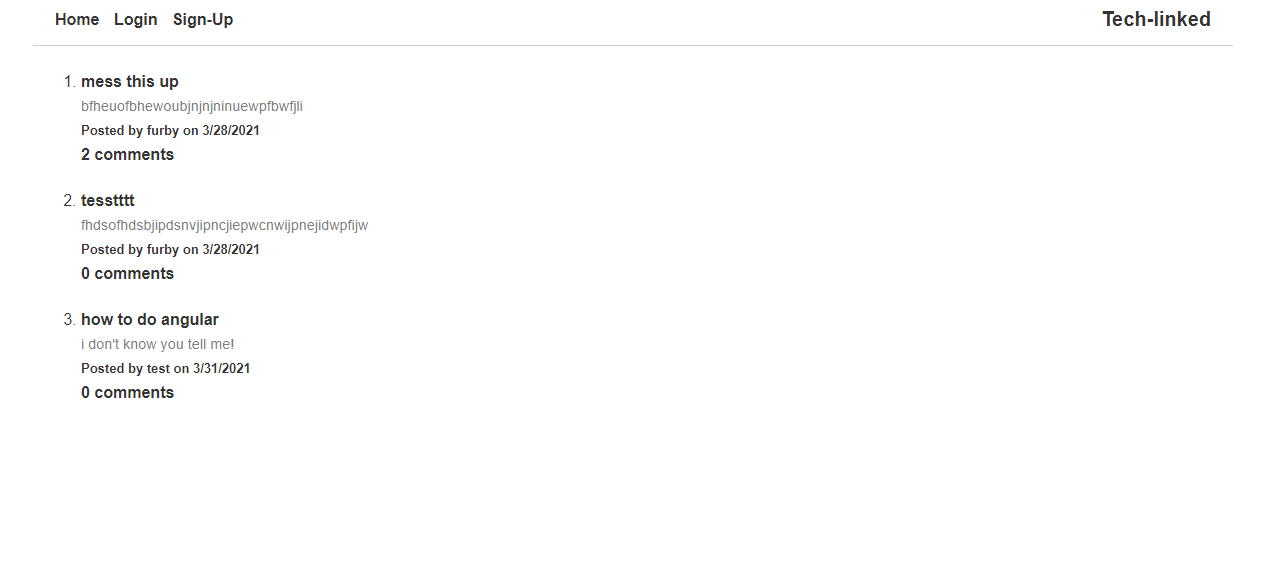 Home Login Sign-Up Tech-linked
1. mess this up
bfheuofbhewoubjnjnjninuewpfbwfjli
Posted by furby on 3/28/2021
2 comments
2. tesstttt
fhdsofhdsbjipdsnvjipncjiepwcnwijpnejidwpfijw
Posted by furby on 3/28/2021
0 comments
3. how to do angular
i don't know you tell me!
Posted by test on 3/31/2021
0 comments